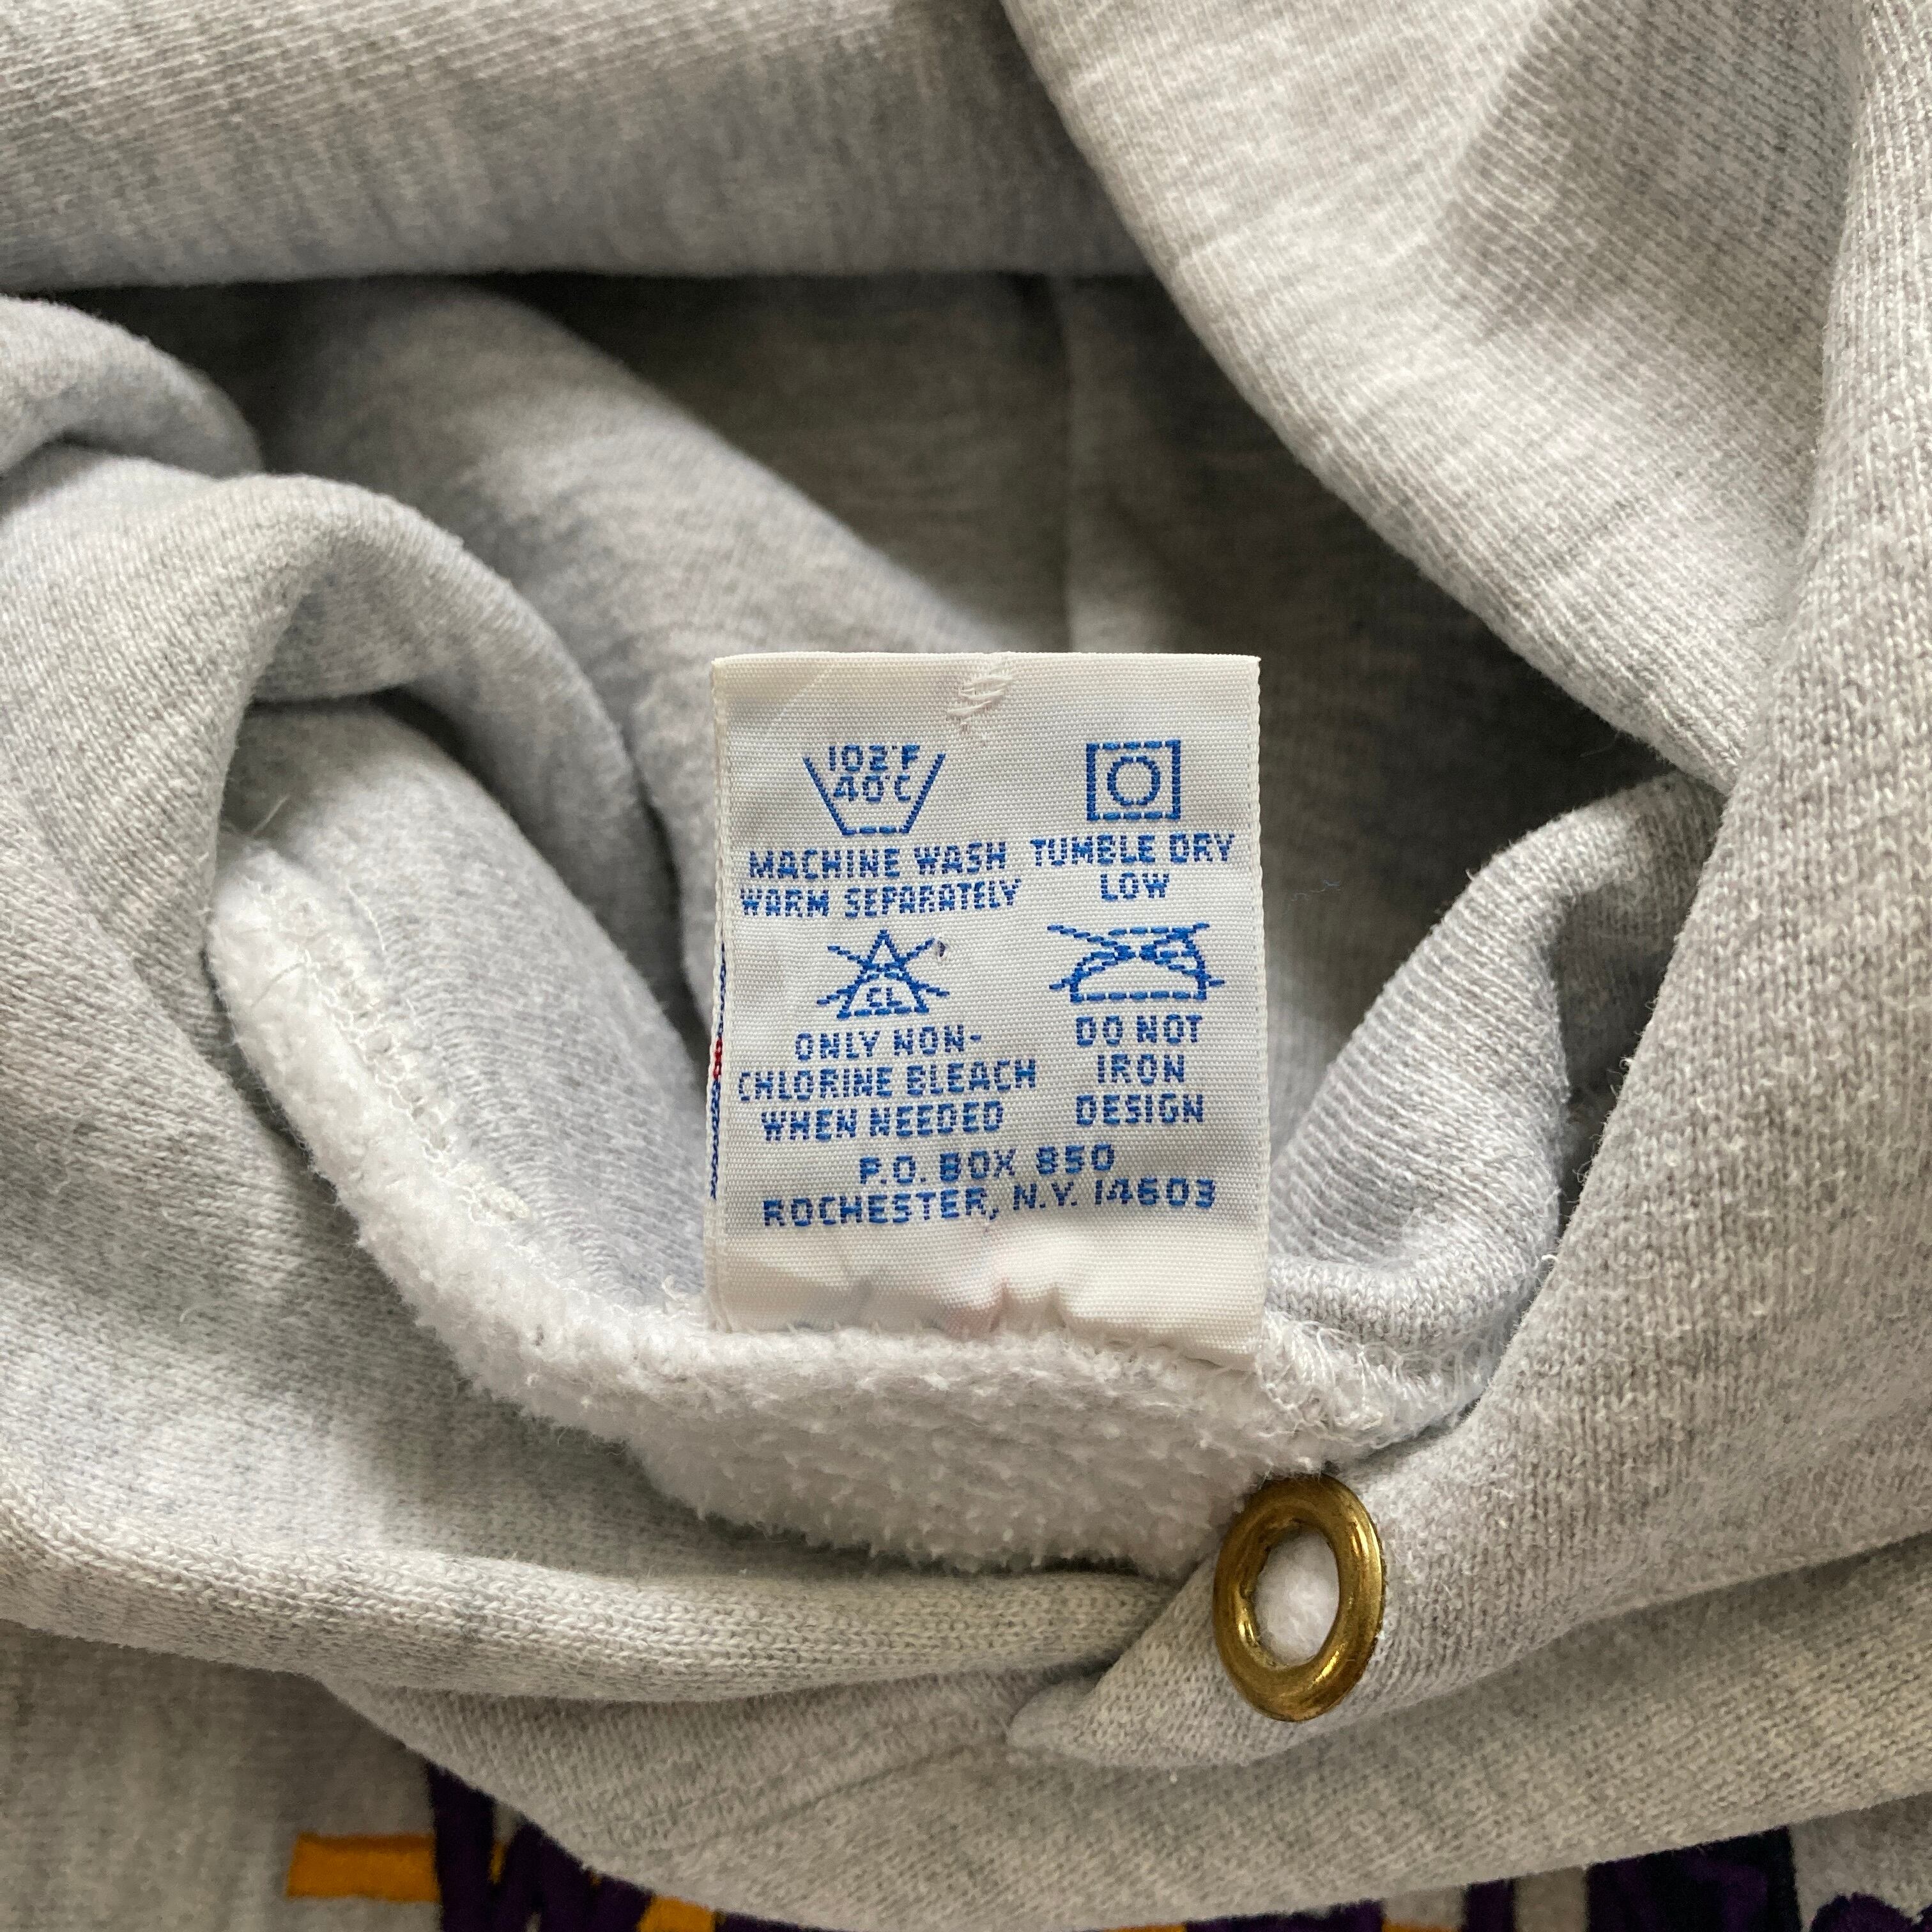 102°F
40°C
MACHINE WASH
WARM SEPARATELY
TUMBLE DRY
LOW
CL
ONLY NON-
CHLORINE BLEACH
WHEN NEEDED
DO NOT
IRON
DESIGN
P.O. BOX 850
ROCHESTER, N.Y. 14603